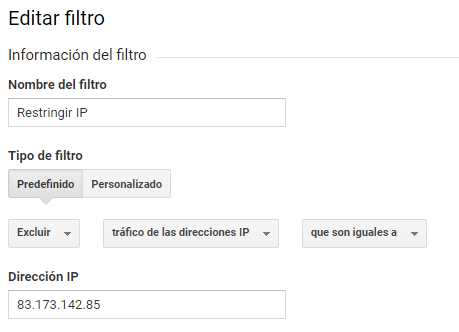 Editar filtro
Información del filtro
Nombre del filtro
Restringir IP
Tipo de filtro
Predefinido Personalizado
Excluir tráfico de las direcciones IP que son iguales a
Dirección IP
83.173.142.85